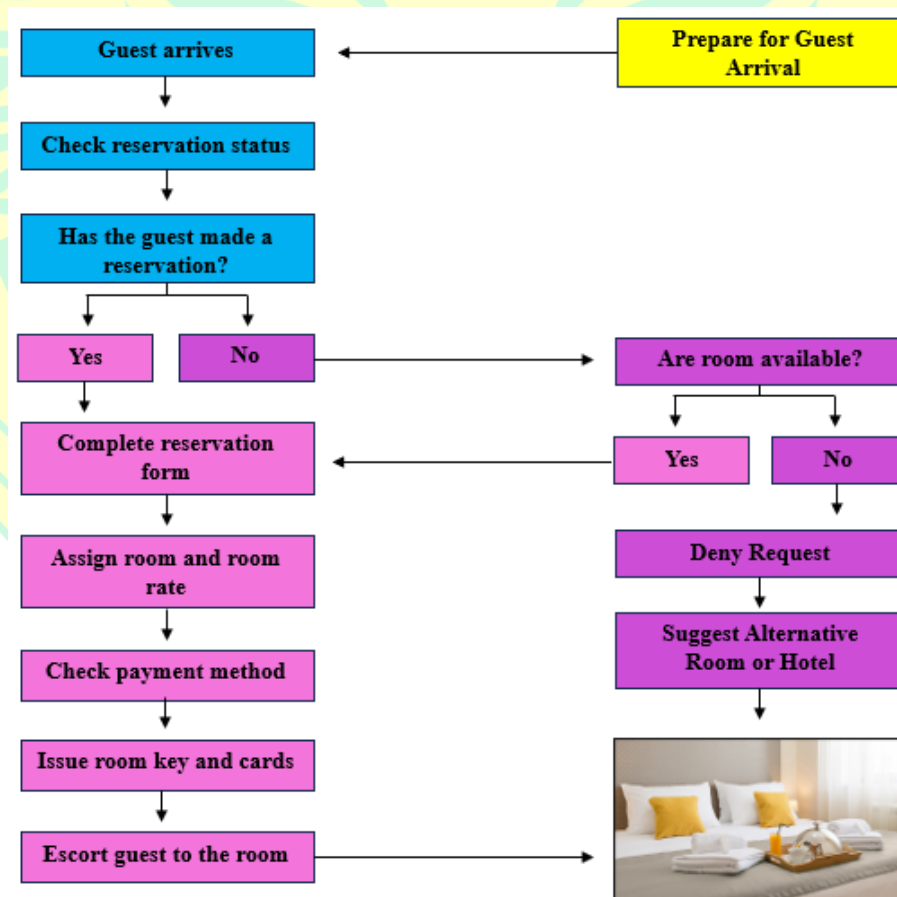 Prepare for Guest
Arrival
Guest arrives
Check reservation status
Has the guest made a
reservation?
Yes
No
Are room available?
Yes
No
Complete reservation
form
Assign room and room
rate
Check payment method
Issue room key and cards
Escort guest to the room
Deny Request
Suggest Alternative
Room or Hotel